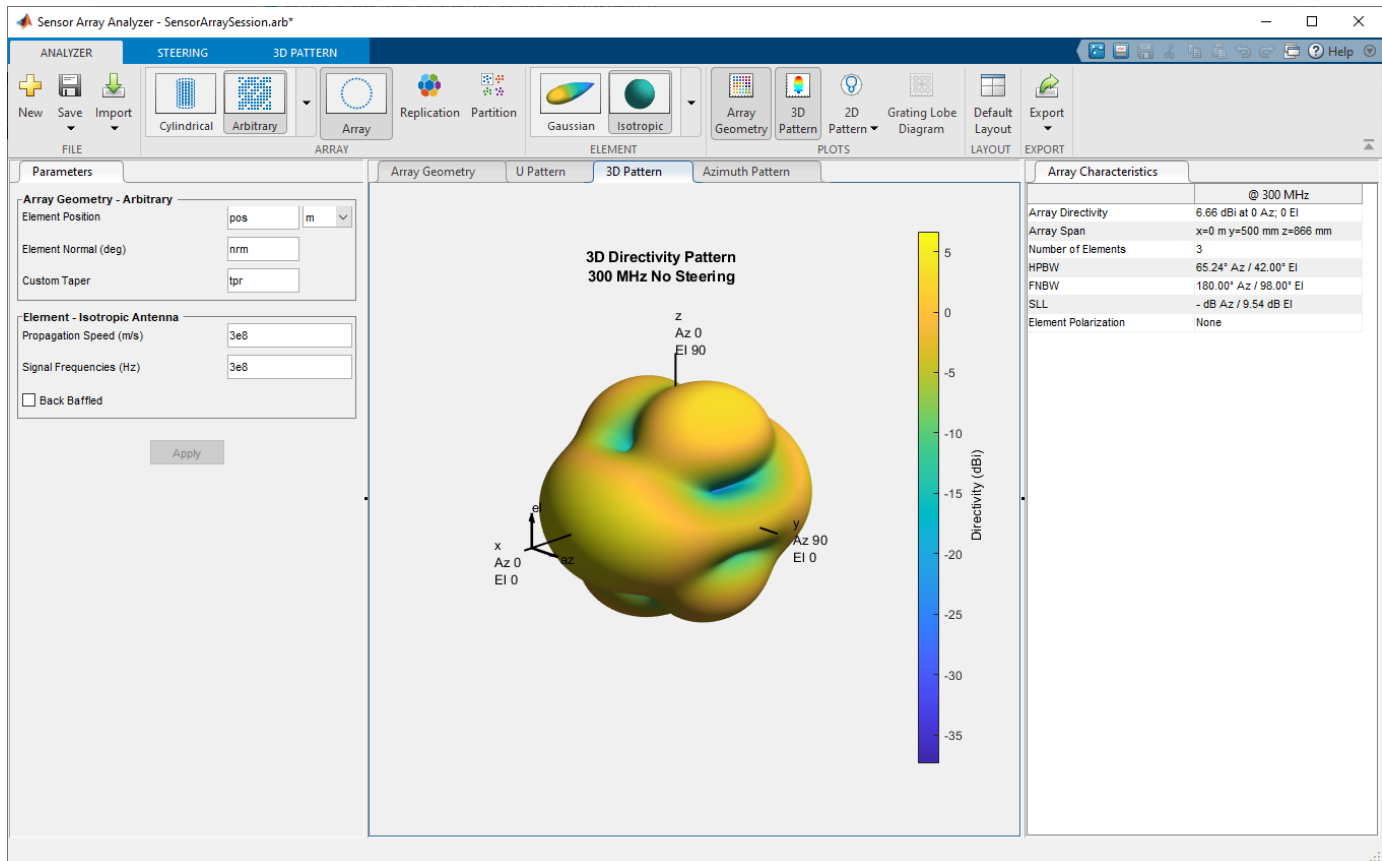 Sensor Array Analyzer - SensorArraySession.arb*
ANALYZER STEERING 3D PATTERN
Help
New Save Import
Cylindrical Arbitrary
Array
Replication Partition
Gaussian Isotropic
Array Geometry
3D Pattern
2D Pattern
Grating Lobe Diagram
Default Layout
Export
FILE ARRAY ELEMENT PLOTS LAYOUT EXPORT
Parameters
Array Geometry - Arbitrary
Element Position pos m
Element Normal (deg) nrm
Custom Taper tpr
Element - Isotropic Antenna
Propagation Speed (m/s) 3e8
Signal Frequencies (Hz) 3e8
Back Baffled
Apply
Array Geometry U Pattern 3D Pattern Azimuth Pattern
3D Directivity Pattern
300 MHz No Steering
z
Az 0
El 90
el
x
Az 0
El 0
az
y
Az 90
El 0
5
0
-5
-10
-15
-20
-25
-30
-35
Directivity (dBi)
Array Characteristics
@ 300 MHz
Array Directivity 6.66 dBi at 0 Az; 0 El
Array Span x=0 m y=500 mm z=866 mm
Number of Elements 3
HPBW 65.24° Az / 42.00° El
FNBW 180.00° Az / 98.00° El
SLL - dB Az / 9.54 dB El
Element Polarization None